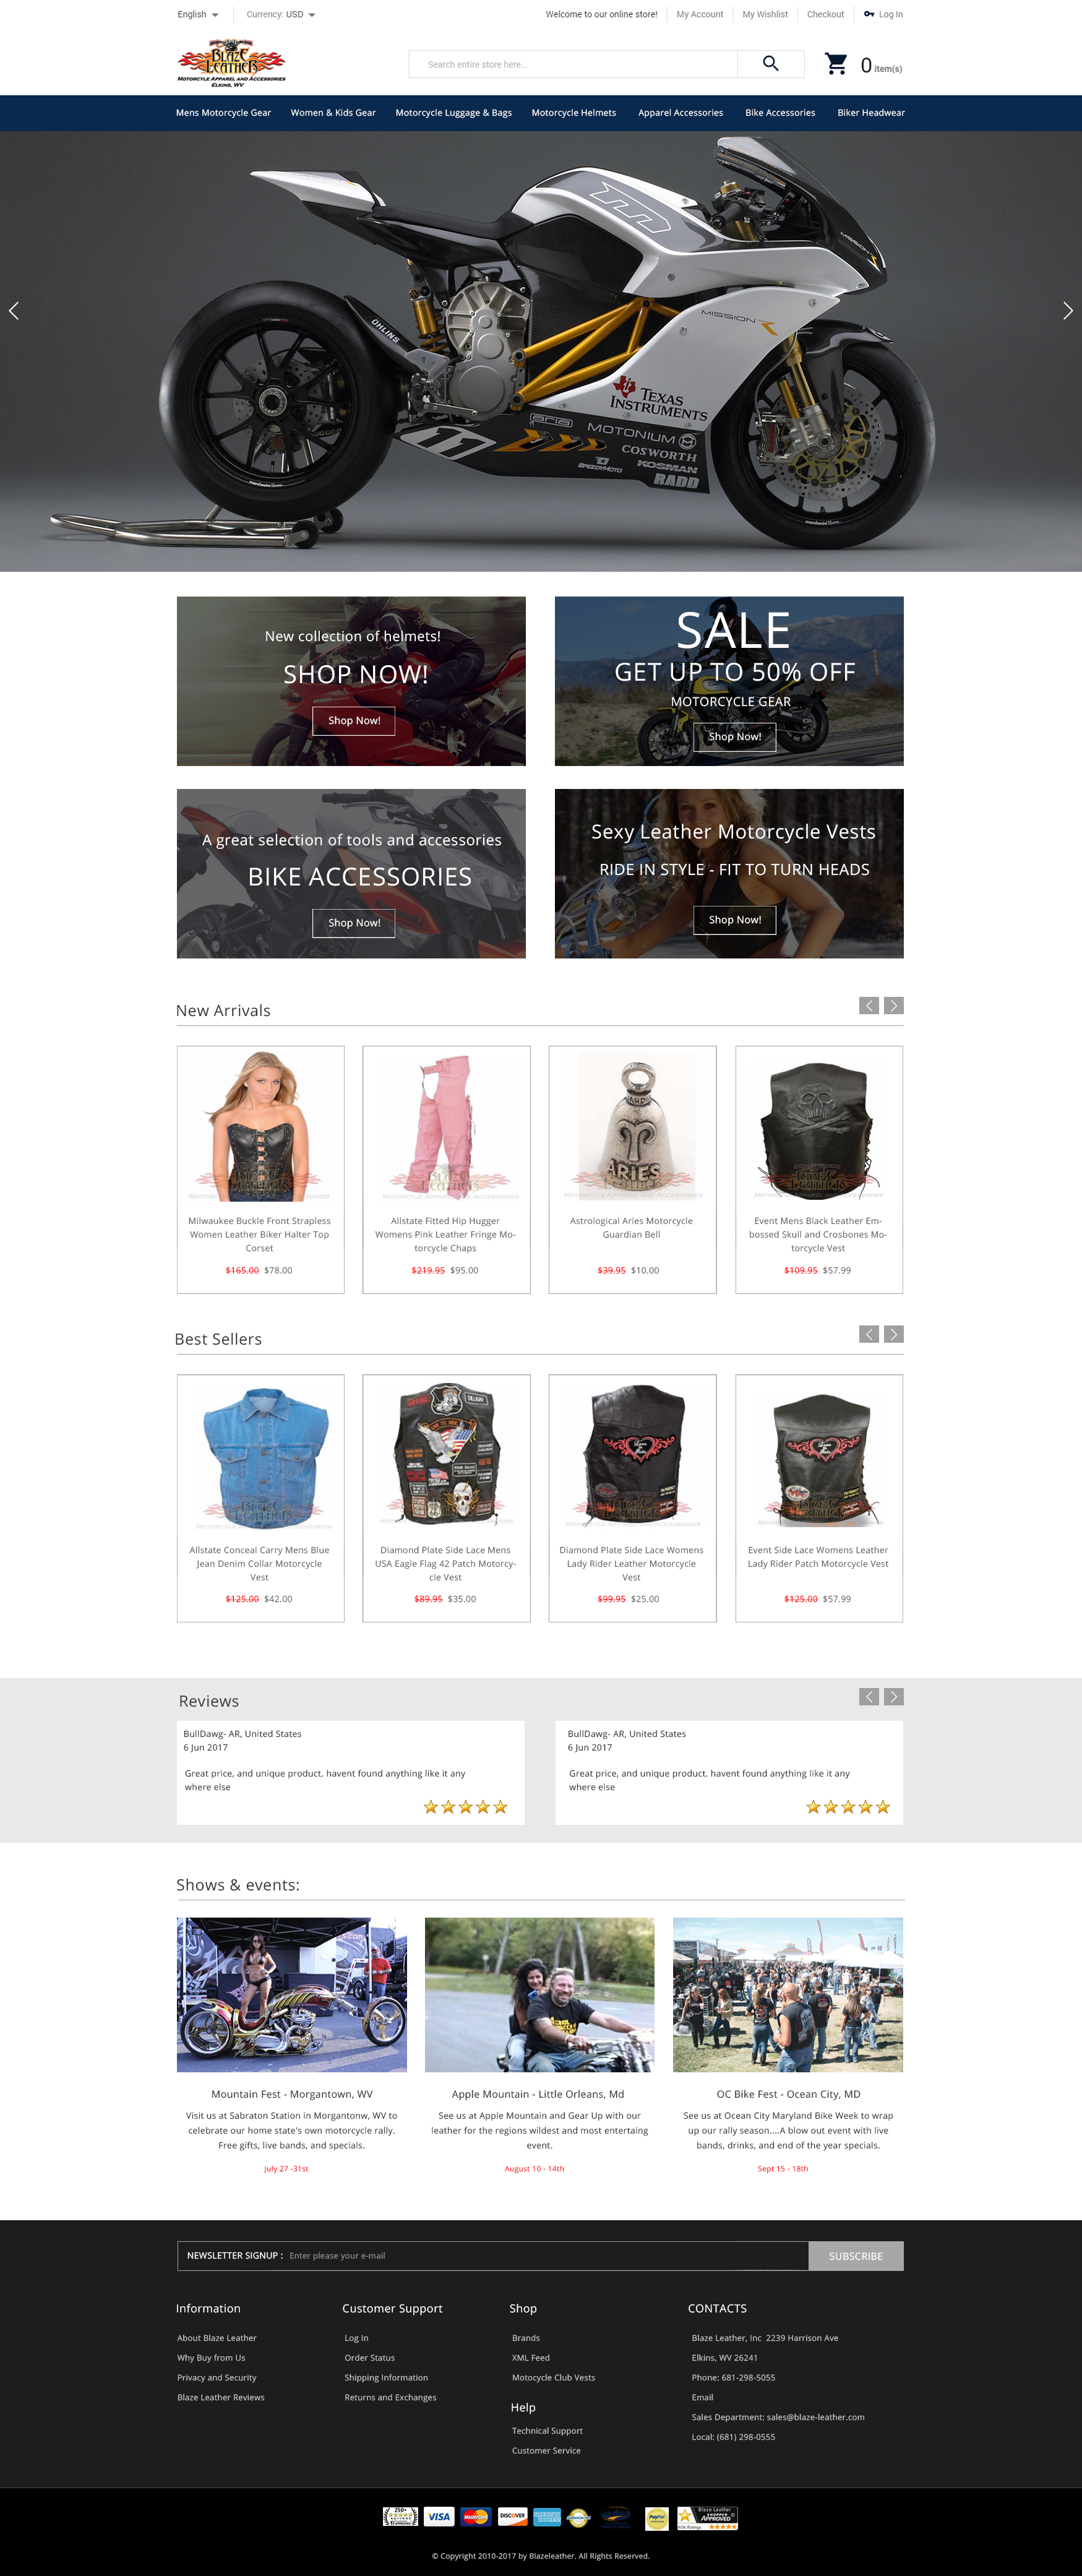 English
Currency: USD
Welcome to our online store!
My Account
My Wishlist
Checkout
Log In
BLAZE
LEATHER
MOTORCYCLE APPAREL AND ACCESSORIES
ELKINS, WV
Search entire store here...
0 item(s)
Mens Motorcycle Gear
Women & Kids Gear
Motorcycle Luggage & Bags
Motorcycle Helmets
Apparel Accessories
Bike Accessories
Biker Headwear
MISSION
ÖHLINS
MISSION
TEXAS
INSTRUMENTS
MOTONIUM
COSWORTH
SPEEDYMOTO
KOSMAN
RADD
New collection of helmets!
SHOP NOW!
Shop Now!
SALE
GET UP TO 50% OFF
MOTORCYCLE GEAR
Shop Now!
A great selection of tools and accessories
BIKE ACCESSORIES
Shop Now!
Sexy Leather Motorcycle Vests
RIDE IN STYLE - FIT TO TURN HEADS
Shop Now!
New Arrivals
ARIES
Milwaukee Buckle Front Strapless
Women Leather Biker Halter Top
Corset
$165.00 $78.00
Allstate Fitted Hip Hugger
Womens Pink Leather Fringe Mo-
torcycle Chaps
$219.95 $95.00
Astrological Aries Motorcycle
Guardian Bell
$39.95 $10.00
Event Mens Black Leather Em-
bossed Skull and Crosbones Mo-
torcycle Vest
$109.95 $57.99
Best Sellers
Allstate Conceal Carry Mens Blue
Jean Denim Collar Motorcycle
Vest
$125.00 $42.00
Diamond Plate Side Lace Mens
USA Eagle Flag 42 Patch Motorcy-
cle Vest
$89.95 $35.00
Diamond Plate Side Lace Womens
Lady Rider Leather Motorcycle
Vest
$99.95 $25.00
Event Side Lace Womens Leather
Lady Rider Patch Motorcycle Vest
$125.00 $57.99
Reviews
BullDawg- AR, United States
6 Jun 2017
Great price, and unique product. havent found anything like it any
where else
BullDawg- AR, United States
6 Jun 2017
Great price, and unique product. havent found anything like it any
where else
Shows & events:
Mountain Fest - Morgantown, WV
Visit us at Sabraton Station in Morgantonw, WV to
celebrate our home state's own motorcycle rally.
Free gifts, live bands, and specials.
July 27 -31st
Apple Mountain - Little Orleans, Md
See us at Apple Mountain and Gear Up with our
leather for the regions wildest and most entertaing
event.
August 10 - 14th
OC Bike Fest - Ocean City, MD
See us at Ocean City Maryland Bike Week to wrap
up our rally season....A blow out event with live
bands, drinks, and end of the year specials.
Sept 15 - 18th
NEWSLETTER SIGNUP : Enter please your e-mail
SUBSCRIBE
Information
About Blaze Leather
Why Buy from Us
Privacy and Security
Blaze Leather Reviews
Customer Support
Log In
Order Status
Shipping Information
Returns and Exchanges
Shop
Brands
XML Feed
Motocycle Club Vests
Help
Technical Support
Customer Service
CONTACTS
Blaze Leather, Inc 2239 Harrison Ave
Elkins, WV 26241
Phone: 681-298-5055
Email
Sales Department: sales@blaze-leather.com
Local: (681) 298-0555
250+
VISA
MasterCard
DISCOVER
PayPal
Blaze Leather
SHOPPER
APPROVED
© Copyright 2010-2017 by Blazeleather. All Rights Reserved.